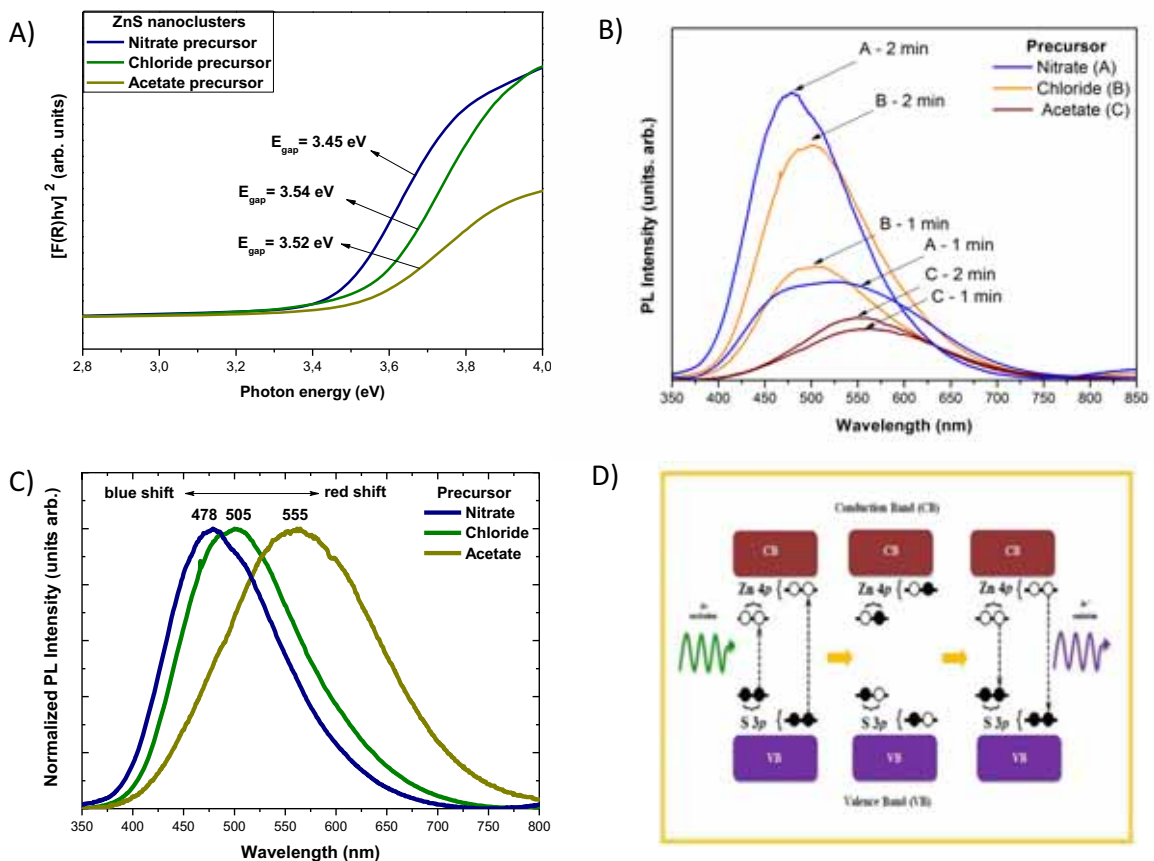 A)
ZnS nanoclusters
Nitrate precursor
Chloride precursor
Acetate precursor
E gap = 3.45 eV
E gap = 3.54 eV
E gap = 3.52 eV
[F(R)hv] 2 (arb. units)
2,8 3,0 3,2 3,4 3,6 3,8 4,0
Photon energy (eV)
B)
Precursor
Nitrate (A)
Chloride (B)
Acetate (C)
A - 2 min
B - 2 min
B - 1 min
A - 1 min
C - 2 min
C - 1 min
PL Intensity (units. arb.)
350 400 450 500 550 600 650 700 750 800 850
Wavelength (nm)
C)
blue shift red shift
478 505 555
Precursor
Nitrate
Chloride
Acetate
Normalized PL Intensity (units arb.)
350 400 450 500 550 600 650 700 750 800
Wavelength (nm)
D)
Conduction Band (CB)
CB CB CB
Zn 4p { Zn 4p { Zn 4p {
S 3p { S 3p { S 3p {
VB VB VB
Valence Band (VB)